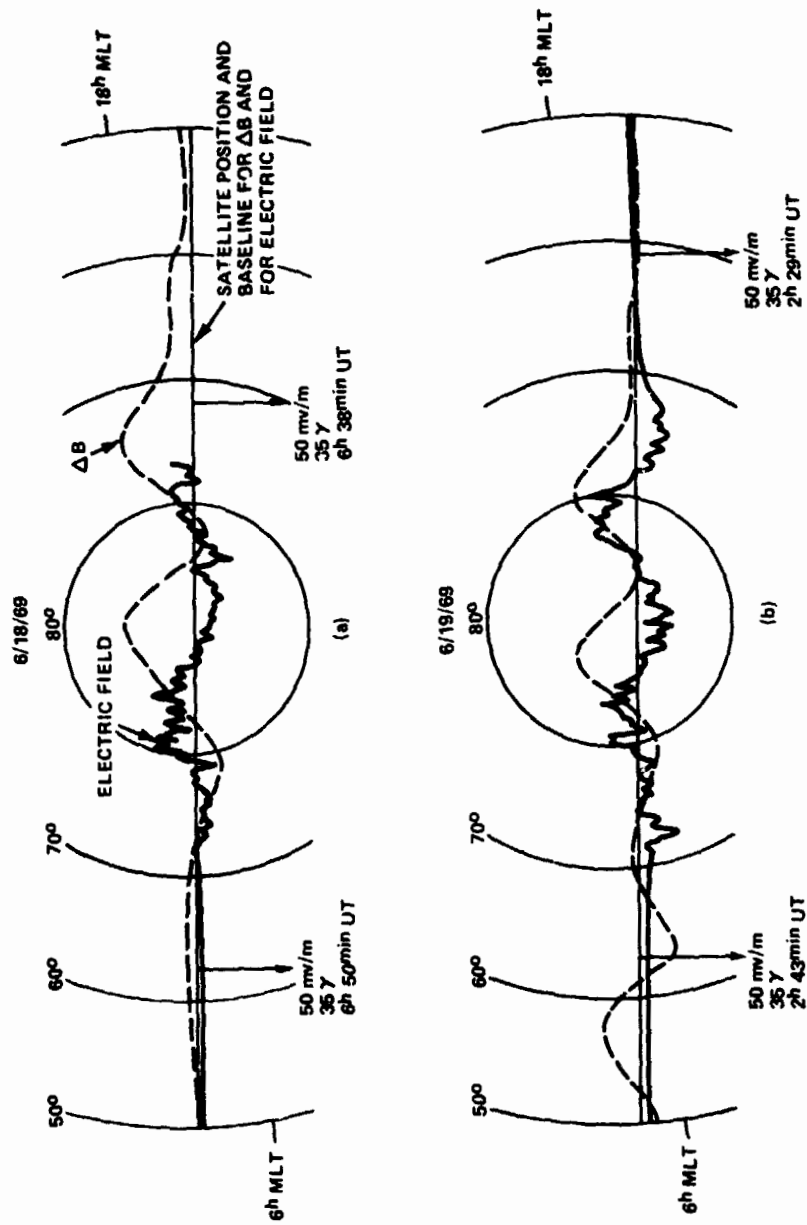 6/18/69
50°
60°
70°
80°
ELECTRIC FIELD
ΔB
18ʰ MLT
SATELLITE POSITION AND
BASELINE FOR ΔB AND
FOR ELECTRIC FIELD
6ʰ MLT
50 mv/m
35 γ
6ʰ 50min UT
50 mv/m
35 γ
6ʰ 38min UT
(a)
6/19/69
50°
60°
70°
80°
18ʰ MLT
6ʰ MLT
50 mv/m
35 γ
2ʰ 43min UT
50 mv/m
35 γ
2ʰ 29min UT
(b)